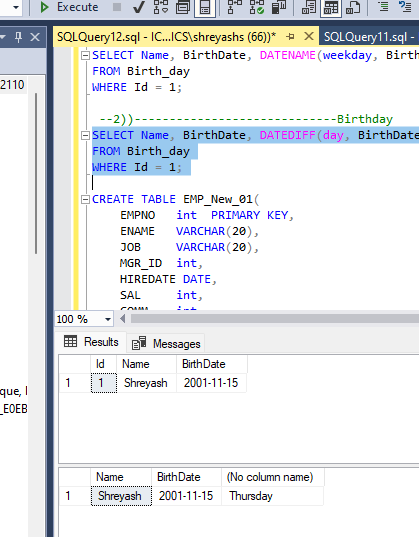 Execute
SQLQuery12.sql - IC...ICS\shreyashs (66))*
SQLQuery11.sql -
2110
SELECT Name, BirthDate, DATENAME(weekday, Birt
FROM Birth_day
WHERE Id = 1;
--2))-----------------------------Birthday
SELECT Name, BirthDate, DATEDIFF(day, BirthDate
FROM Birth_day
WHERE Id = 1;
CREATE TABLE EMP_New_01(
EMPNO int PRIMARY KEY,
ENAME VARCHAR(20),
JOB VARCHAR(20),
MGR_ID int,
HIREDATE DATE,
SAL int,
COMM int
100 %
Results Messages
Id Name BirthDate
1 1 Shreyash 2001-11-15
que, I
_E0EB
Name BirthDate (No column name)
1 Shreyash 2001-11-15 Thursday